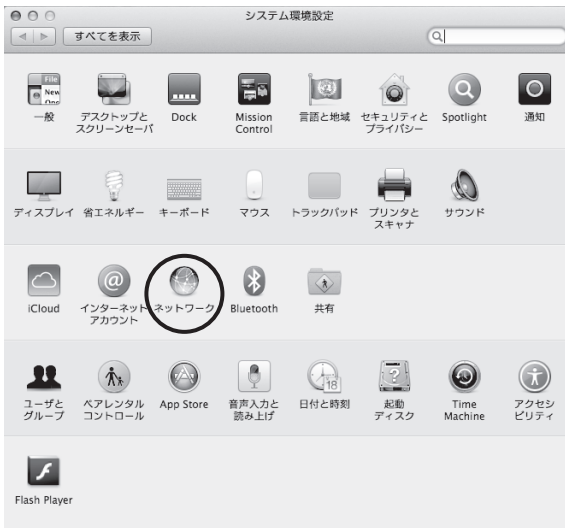 システム環境設定
すべてを表示
File
New
一般
デスクトップと
スクリーンセーバ
Dock
Mission
Control
言語と地域
セキュリティと
プライバシー
Spotlight
通知
ディスプレイ
省エネルギー
キーボード
マウス
トラックパッド
プリンタと
スキャナ
サウンド
iCloud
インターネット
アカウント
ネットワーク
Bluetooth
共有
ユーザと
グループ
ペアレンタル
コントロール
App Store
音声入力と
読み上げ
18
日付と時刻
起動
ディスク
Time
Machine
アクセシ
ビリティ
Flash Player